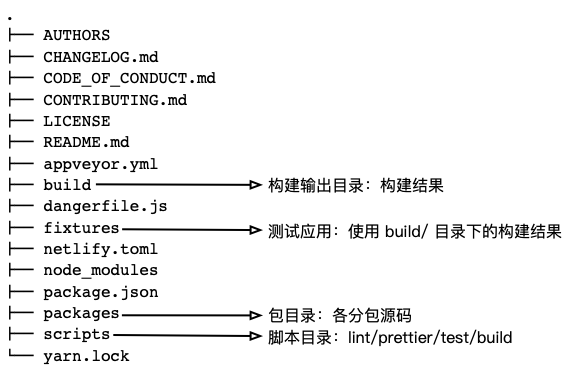 .
├── AUTHORS
├── CHANGELOG.md
├── CODE_OF_CONDUCT.md
├── CONTRIBUTING.md
├── LICENSE
├── README.md
├── appveyor.yml
├── build 构建输出目录：构建结果
├── dangerfile.js
├── fixtures 测试应用：使用 build/ 目录下的构建结果
├── netlify.toml
├── node_modules
├── package.json
├── packages 包目录：各分包源码
├── scripts 脚本目录：lint/prettier/test/build
└── yarn.lock